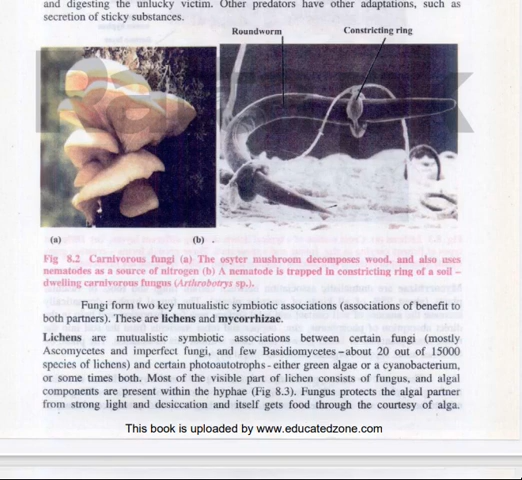 and digesting the unlucky victim. Other predators have other adaptations, such as
secretion of sticky substances.
Roundworm
Constricting ring
(a)
(b) .
Fig 8.2 Carnivorous fungi (a) The osyter mushroom decomposes wood, and also uses
nematodes as a source of nitrogen (b) A nematode is trapped in constricting ring of a soil –
dwelling carnivorous fungus (Arthrobotrys sp.).
Fungi form two key mutualistic symbiotic associations (associations of benefit to
both partners). These are lichens and mycorrhizae.
Lichens are mutualistic symbiotic associations between certain fungi (mostly
Ascomycetes and imperfect fungi, and few Basidiomycetes – about 20 out of 15000
species of lichens) and certain photoautotrophs - either green algae or a cyanobacterium,
or some times both. Most of the visible part of lichen consists of fungus, and algal
components are present within the hyphae (Fig 8.3). Fungus protects the algal partner
from strong light and desiccation and itself gets food through the courtesy of alga.
This book is uploaded by www.educatedzone.com